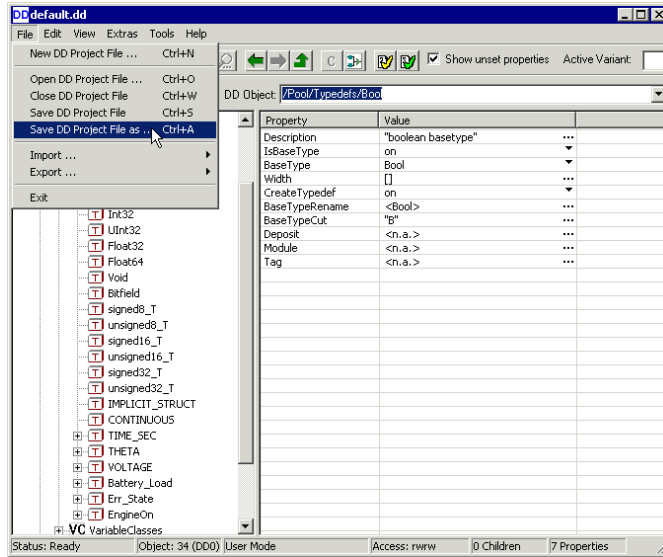 DD default.dd
File Edit View Extras Tools Help
New DD Project File ... Ctrl+N
Open DD Project File ... Ctrl+O
Close DD Project File Ctrl+W
Save DD Project File Ctrl+S
Save DD Project File as ... Ctrl+A
Import ...
Export ...
Exit
C
Show unset properties Active Variant:
DD Object: /Pool/Typedefs/Bool
Property Value
Description "boolean basetype" ...
IsBaseType on
BaseType Bool
Width [] ...
CreateTypedef on
BaseTypeRename <Bool> ...
BaseTypeCut "B" ...
Deposit <n.a.> ...
Module <n.a.> ...
Tag <n.a.> ...
T Int32
T UInt32
T Float32
T Float64
T Void
T Bitfield
T signed8_T
T unsigned8_T
T signed16_T
T unsigned16_T
T signed32_T
T unsigned32_T
T IMPLICIT_STRUCT
T CONTINUOUS
T TIME_SEC
T THETA
T VOLTAGE
T Battery_Load
T Err_State
T EngineOn
VC VariableClasses
Status: Ready Object: 34 (DD0) User Mode Access: rwrw 0 Children 7 Properties